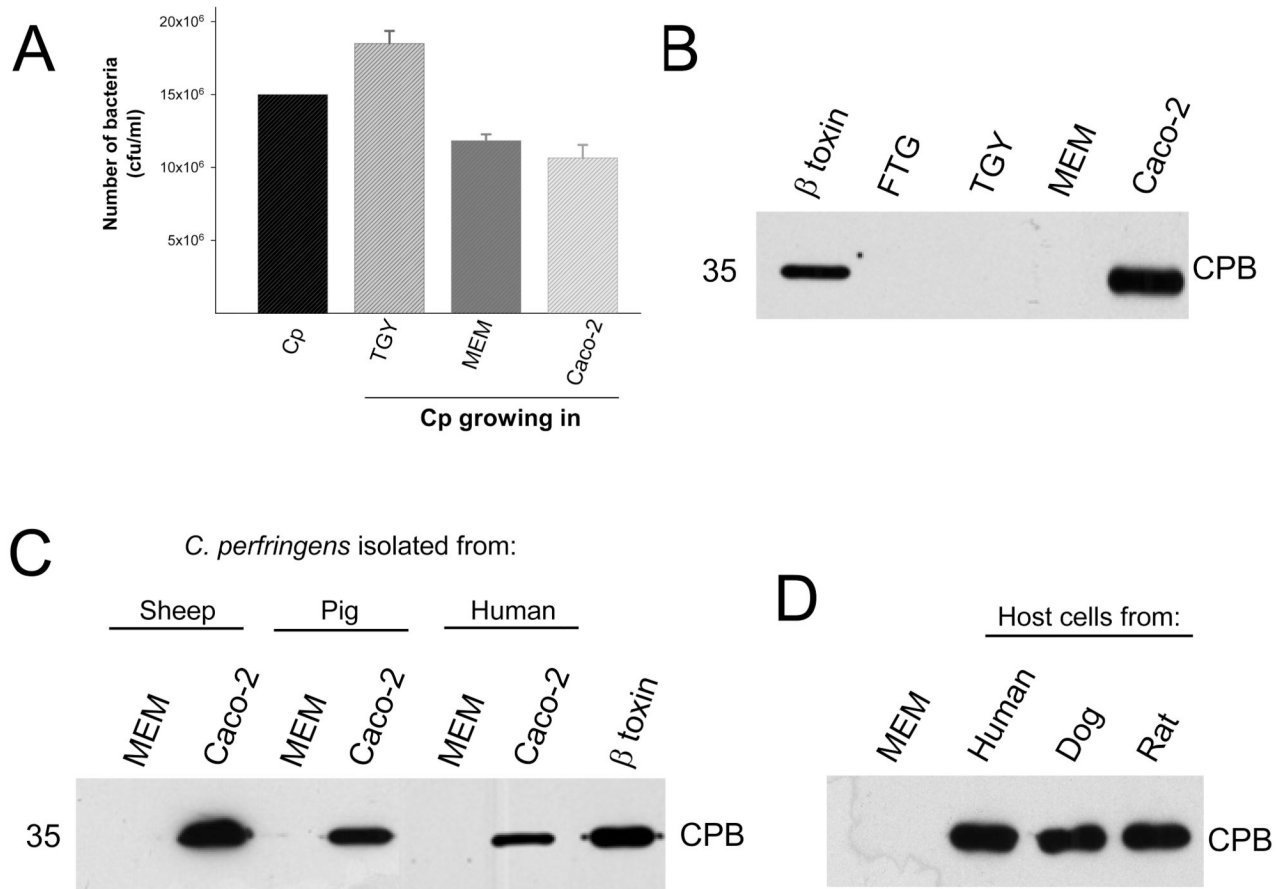 A
Number of bacteria
(cfu/ml)
20x10⁶
15x10⁶
10x10⁶
5x10⁶
Cp
TGY
MEM
Caco-2
Cp growing in
B
β toxin
FTG
TGY
MEM
Caco-2
35
CPB
C
C. perfringens isolated from:
Sheep
Pig
Human
MEM
Caco-2
MEM
Caco-2
MEM
Caco-2
β toxin
35
CPB
D
Host cells from:
MEM
Human
Dog
Rat
CPB